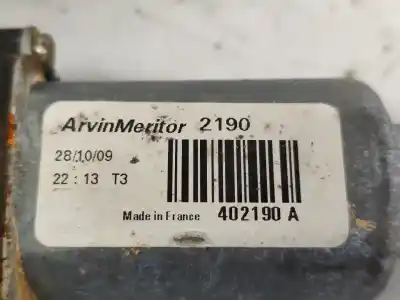 ArvinMeritor 2190
28/10/09
22 : 13 T3
Made in France 402190 A